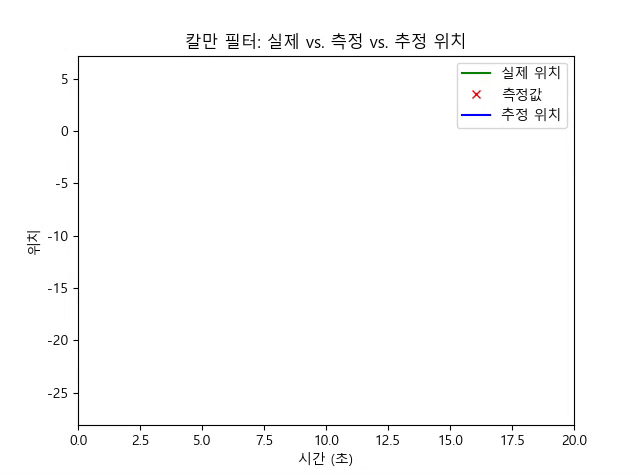 칼만 필터: 실제 vs. 측정 vs. 추정 위치
실제 위치
측정값
추정 위치
5
0
-5
-10
-15
-20
-25
위치
0.0 2.5 5.0 7.5 10.0 12.5 15.0 17.5 20.0
시간 (초)